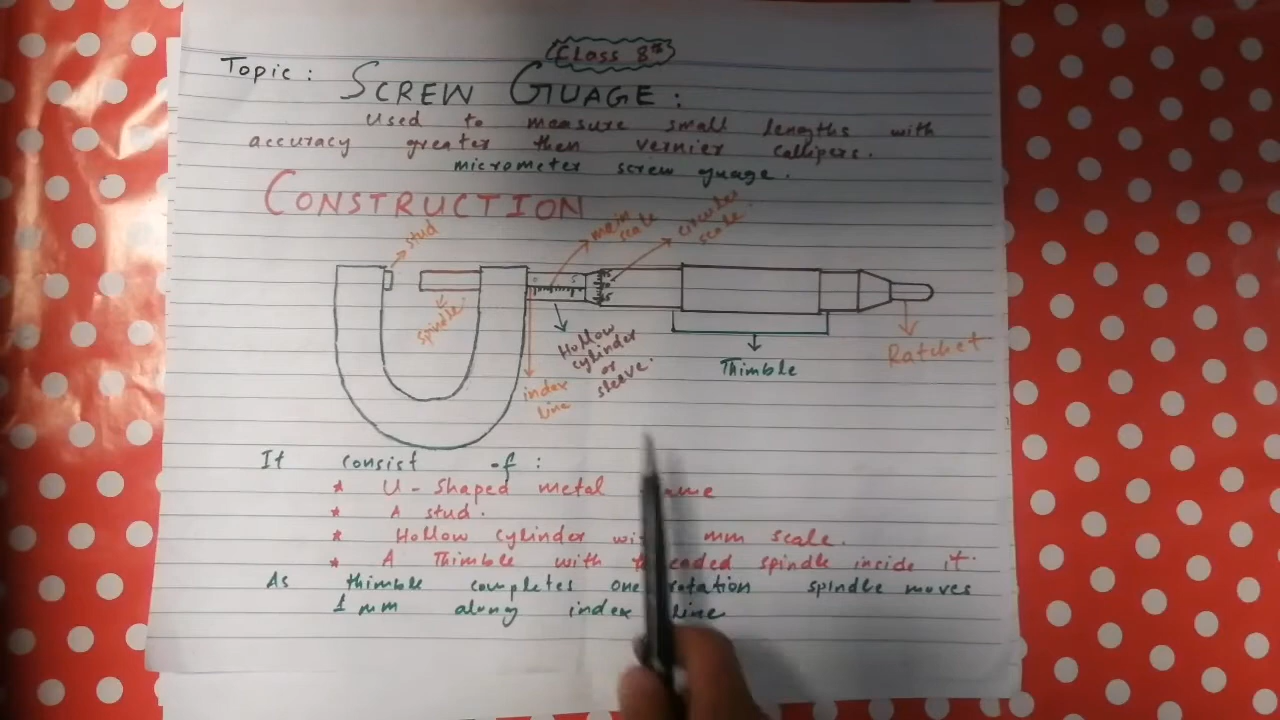 Class 8th
Topic: SCREW GUAGE:
Used to measure small lengths with
accuracy greater then vernier callipers.
micrometer screw guage.
CONSTRUCTION
stud
main
scale
circular
scale
spindle
Hollow
cylinder
or
sleeve.
index
line
Thimble
Ratchet
It consist of :
* U-shaped metal
* A stud.
* Hollow cylinder mm scale.
* A Thimble with spindle inside it.
As thimble completes one rotation spindle moves
1 mm along index line